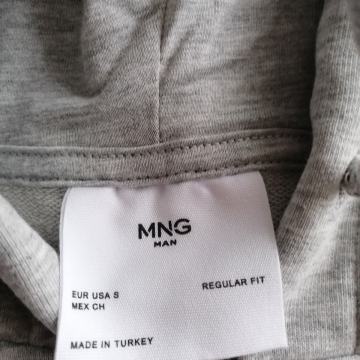 MNG
MAN
EUR USA S
MEX CH
REGULAR FIT
MADE IN TURKEY